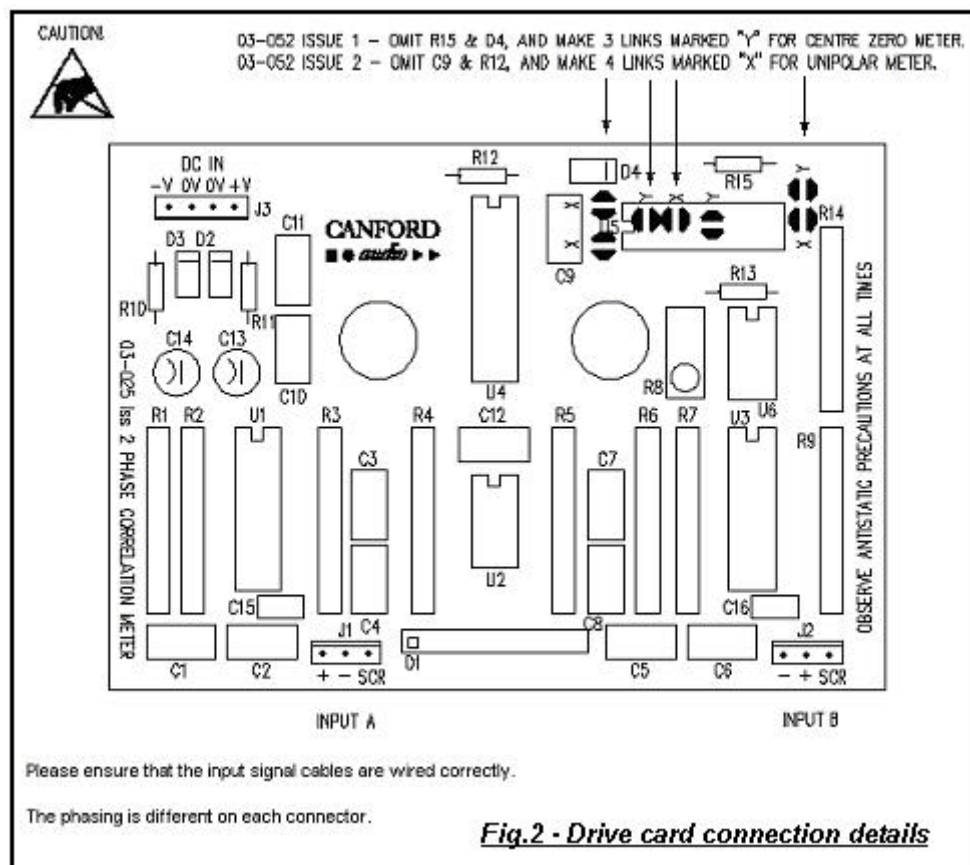 CAUTION!
03-052 ISSUE 1 - OMIT R15 & D4, AND MAKE 3 LINKS MARKED "Y" FOR CENTRE ZERO METER.
03-052 ISSUE 2 - OMIT C9 & R12, AND MAKE 4 LINKS MARKED "X" FOR UNIPOLAR METER.
DC IN
-V 0V 0V +V
J3
R12
D4
R15
Y
Y X Y
X
X
X
U5
R14
D3 D2
C11
CANFORD
audio
C9
R10
R11
R13
C14 C13
C10
U4
R8
U6
03-025 Iss 2 PHASE CORRELATION METER
OBSERVE ANTISTATIC PRECAUTIONS AT ALL TIMES
R1 R2 U1 R3 R4 C12 R5 R6 R7 U3 R9
C3
C7
U2
C15
C16
C4
C8
J1
D1
J2
C1 C2
C5 C6
+ - SCR
- + SCR
INPUT A
INPUT B
Please ensure that the input signal cables are wired correctly.
The phasing is different on each connector.
Fig.2 - Drive card connection details